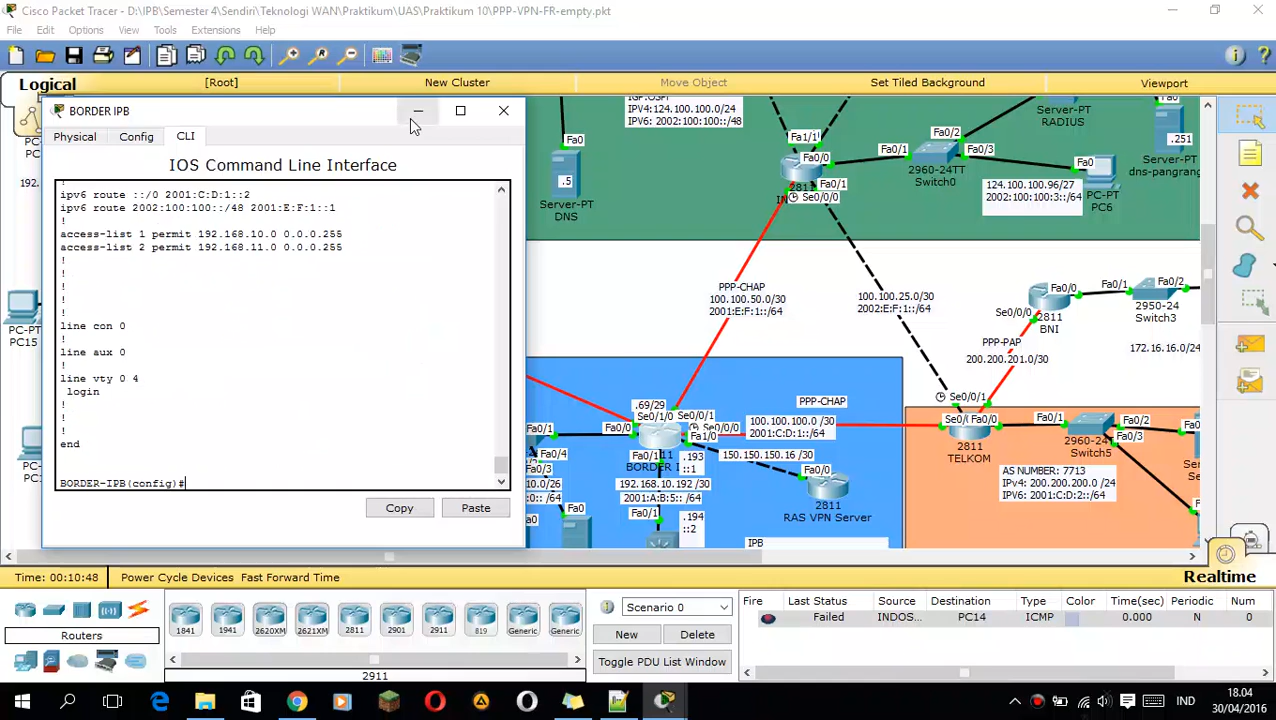 Cisco Packet Tracer - D:\IPB\Semester 4\Sendiri\Teknologi WAN\Praktikum\UAS\Praktikum 10\PPP-VPN-FR-empty.pkt
File Edit Options View Tools Extensions Help
Logical
[Root]
New Cluster
Move Object
Set Tiled Background
Viewport
BORDER IPB
Physical Config CLI
IOS Command Line Interface
!
ipv6 route ::/0 2001:C:D:1::2
ipv6 route 2002:100:100::/48 2001:E:F:1::1
!
access-list 1 permit 192.168.10.0 0.0.0.255
access-list 2 permit 192.168.11.0 0.0.0.255
!
!
!
!
!
line con 0
!
line aux 0
!
line vty 0 4
login
!
!
!
end
BORDER-IPB(config)#
Copy
Paste
192.
PC-PT
PC15
Fa0
.5
Server-PT
DNS
IGP:OSPF
IPV4:124.100.100.0/24
IPV6: 2002:100:100::/48
Fa1/1
Fa0/0
2811
Fa0/1
Se0/0/0
Fa0/1
Fa0/2
Fa0/3
2960-24TT
Switch0
Server-PT
RADIUS
Fa0
.251
Server-PT
dns-pangrang
Fa0
PC-PT
PC6
124.100.100.96/27
2002:100:100:3::/64
PPP-CHAP
100.100.50.0/30
2001:E:F:1::/64
100.100.25.0/30
2002:E:F:1::/64
Se0/0/0
Fa0/0
2811
BNI
Fa0/1
Fa0/2
2950-24
Switch3
PPP-PAP
200.200.201.0/30
172.16.16.0/24
.69/29
Se0/1/0
Se0/0/1
Se0/0/0
Fa0/0
Fa1/0
Fa0/1
BORDER I
PPP-CHAP
100.100.100.0 /30
2001:C:D:1::/64
Fa0/1
Fa0/4
Fa0/3
.193
::1
192.168.10.192 /30
2001:A:B:5:: /64
Fa0/1
.194
::2
Fa0
150.150.150.16 /30
Fa0/0
2811
RAS VPN Server
IPB
Se0/0/1
Fa0/0
2811
TELKOM
Fa0/1
Fa0/2
Fa0/3
2960-24
Switch5
AS NUMBER: 7713
IPv4: 200.200.200.0 /24
IPV6: 2001:C:D:2::/64
Fa0
Time: 00:10:48 Power Cycle Devices Fast Forward Time
Realtime
Routers
1841 1941 2620XM 2621XM 2811 2901 2911 819 Generic Generic
2911
Scenario 0
New
Delete
Toggle PDU List Window
Fire Last Status Source Destination Type Color Time(sec) Periodic Num
Failed INDOS... PC14 ICMP 0.000 N 0
IND
18.04
30/04/2016